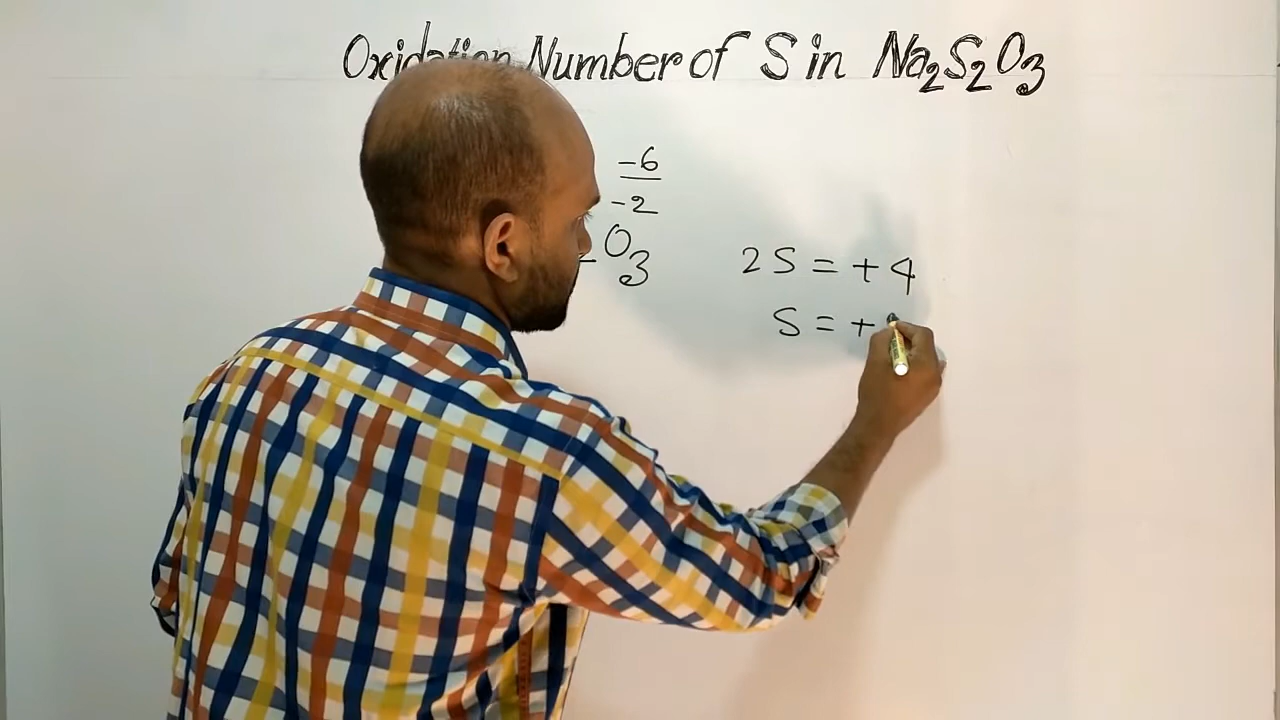 Oxidation Number of S in Na₂S₂O₃
-6
-2
O₃
2S = +4
S = +